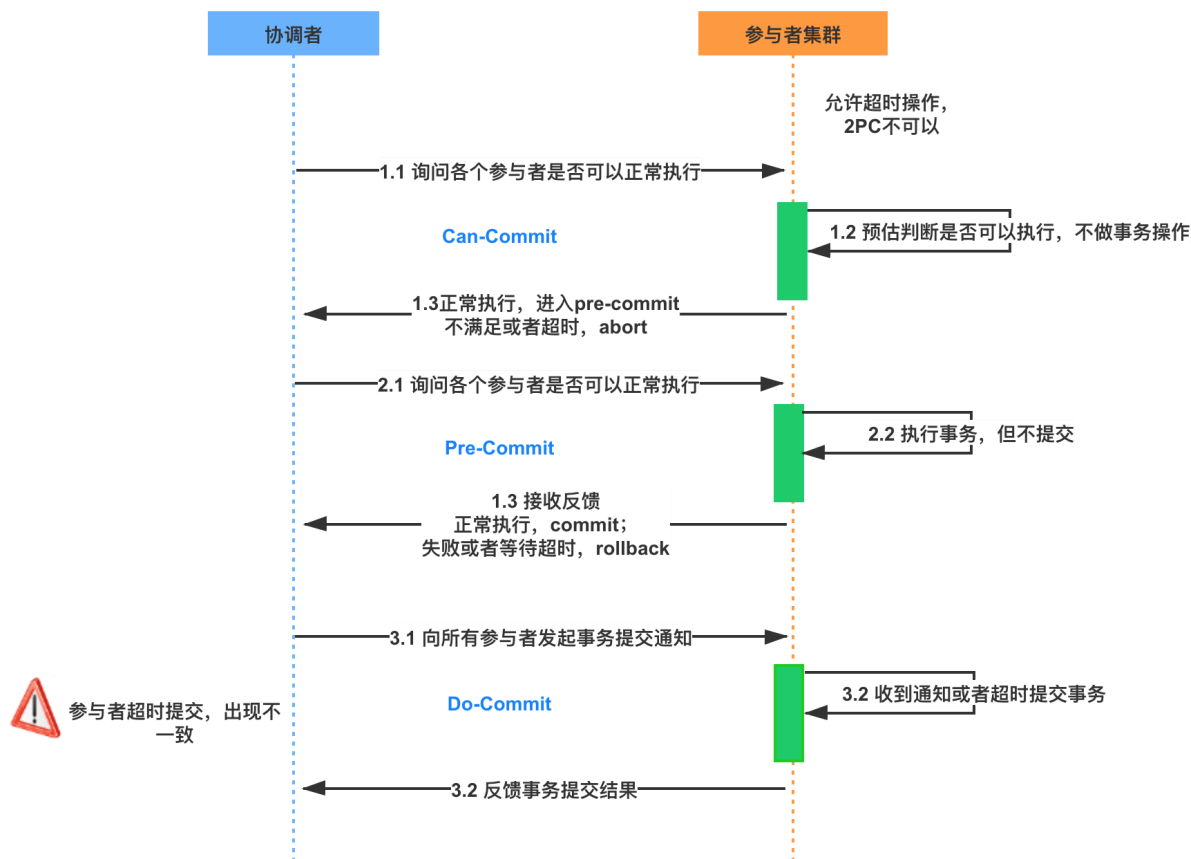 协调者
参与者集群
允许超时操作，
2PC不可以
1.1 询问各个参与者是否可以正常执行
Can-Commit
1.2 预估判断是否可以执行，不做事务操作
1.3正常执行，进入pre-commit
不满足或者超时，abort
2.1 询问各个参与者是否可以正常执行
Pre-Commit
2.2 执行事务，但不提交
1.3 接收反馈
正常执行，commit；
失败或者等待超时，rollback
3.1 向所有参与者发起事务提交通知
Do-Commit
3.2 收到通知或者超时提交事务
参与者超时提交，出现不
一致
3.2 反馈事务提交结果